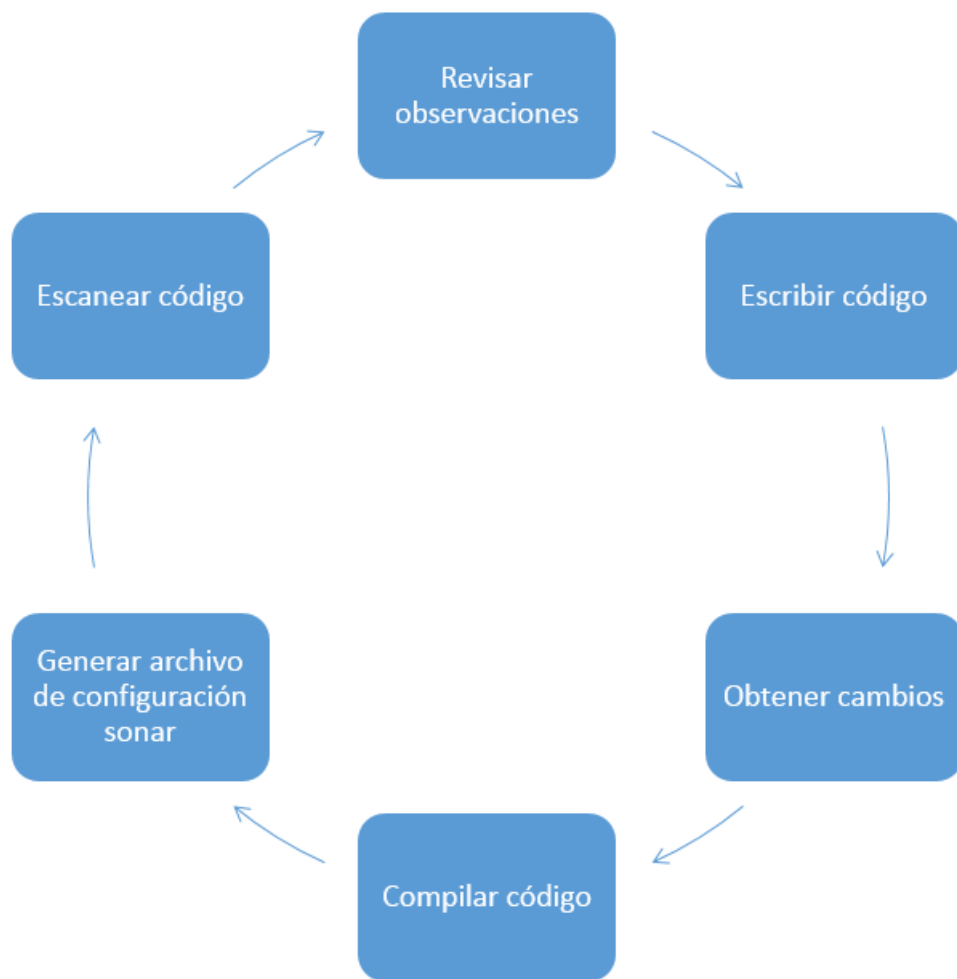 Revisar
observaciones
Escribir código
Obtener cambios
Compilar código
Generar archivo
de configuración
sonar
Escanear código